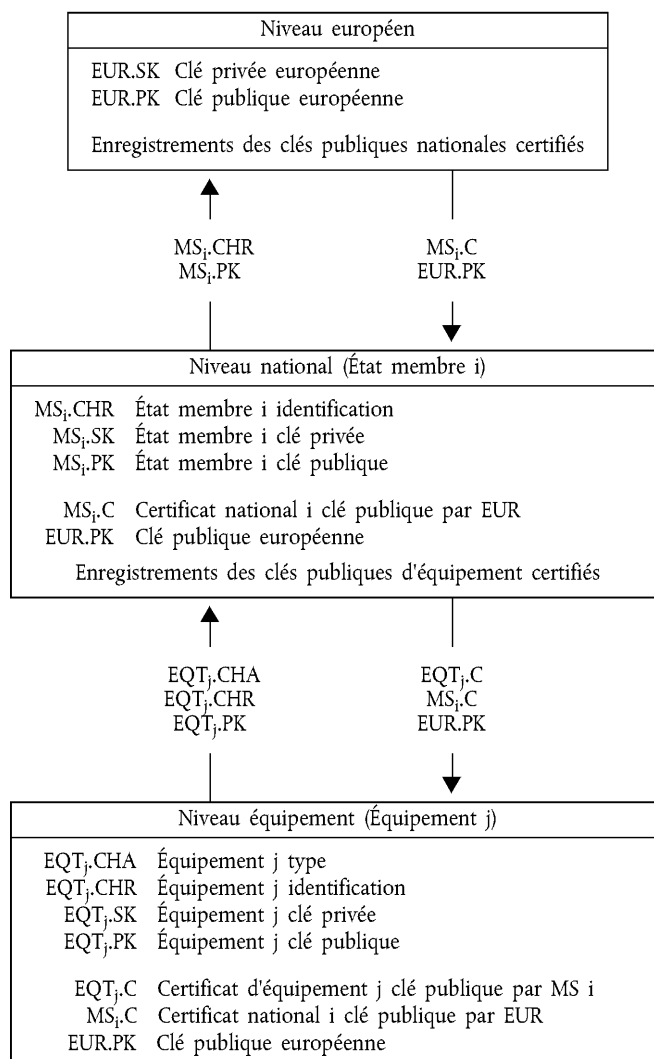 Niveau européen
EUR.SK Clé privée européenne
EUR.PK Clé publique européenne
Enregistrements des clés publiques nationales certifiés
MSi.CHR MSi.C
MSi.PK EUR.PK
Niveau national (État membre i)
MSi.CHR État membre i identification
MSi.SK État membre i clé privée
MSi.PK État membre i clé publique
MSi.C Certificat national i clé publique par EUR
EUR.PK Clé publique européenne
Enregistrements des clés publiques d'équipement certifiés
EQTj.CHA EQTj.C
EQTj.CHR MSi.C
EQTj.PK EUR.PK
Niveau équipement (Équipement j)
EQTj.CHA Équipement j type
EQTj.CHR Équipement j identification
EQTj.SK Équipement j clé privée
EQTj.PK Équipement j clé publique
EQTj.C Certificat d'équipement j clé publique par MS i
MSi.C Certificat national i clé publique par EUR
EUR.PK Clé publique européenne